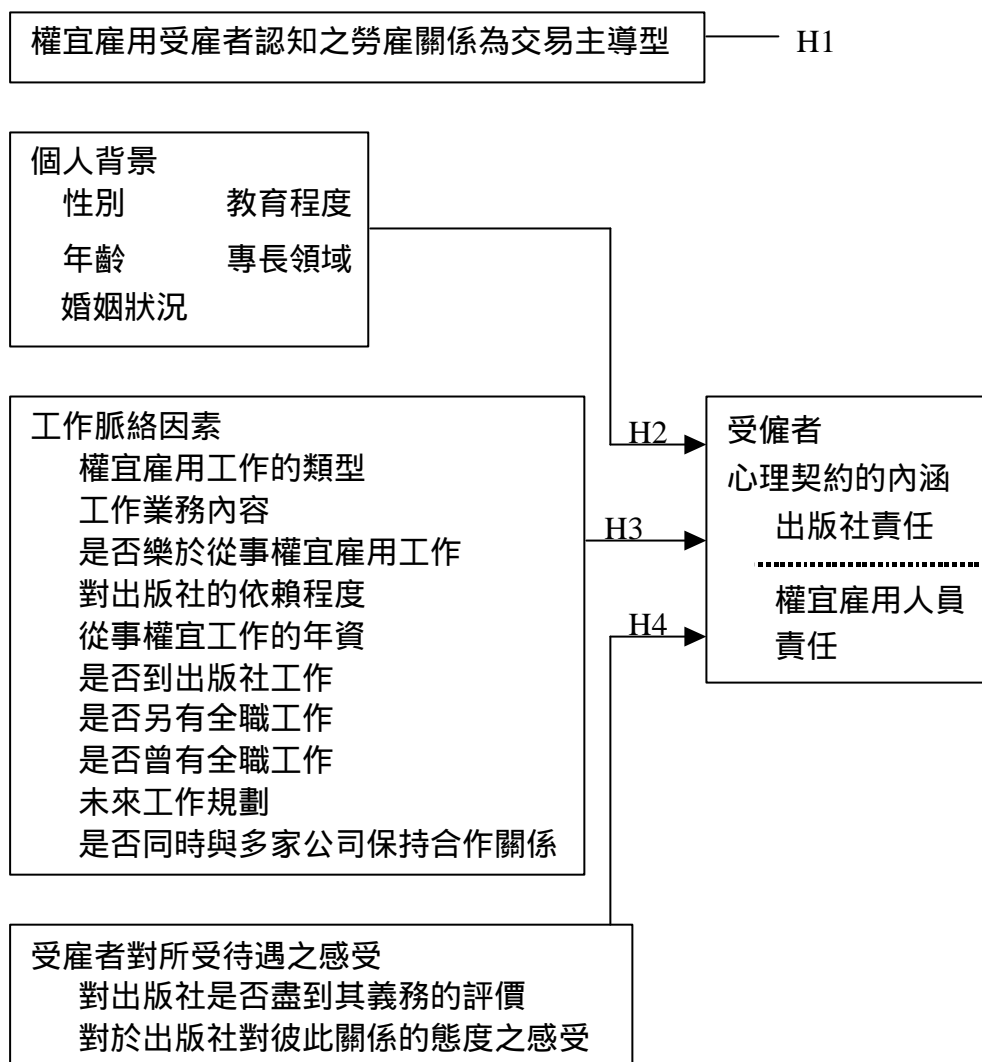 權宜雇用受雇者認知之勞雇關係為交易主導型 H1
個人背景
性別 教育程度
年齡 專長領域
婚姻狀況
工作脈絡因素
權宜雇用工作的類型
工作業務內容
是否樂於從事權宜雇用工作
對出版社的依賴程度
從事權宜工作的年資
是否到出版社工作
是否另有全職工作
是否曾有全職工作
未來工作規劃
是否同時與多家公司保持合作關係
H2
H3
H4
受僱者
心理契約的內涵
出版社責任
權宜雇用人員
責任
受雇者對所受待遇之感受
對出版社是否盡到其義務的評價
對於出版社對彼此關係的態度之感受